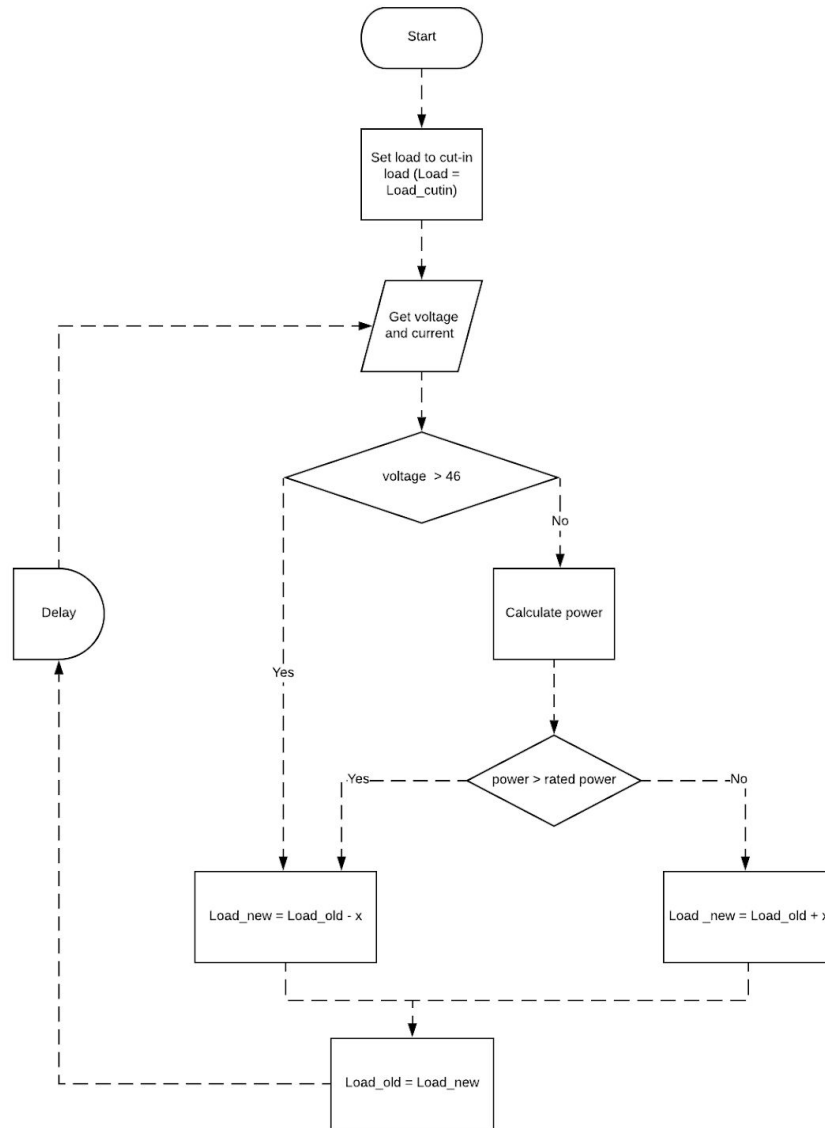 Start
Set load to cut-in
load (Load =
Load_cutin)
Get voltage
and current
voltage > 46
No
Calculate power
Delay
Yes
power > rated power
Yes
No
Load_new = Load_old - x
Load _new = Load_old + x
Load_old = Load_new